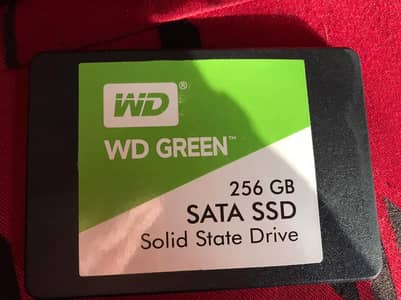 WD®
WD GREEN™
256 GB
SATA SSD
Solid State Drive